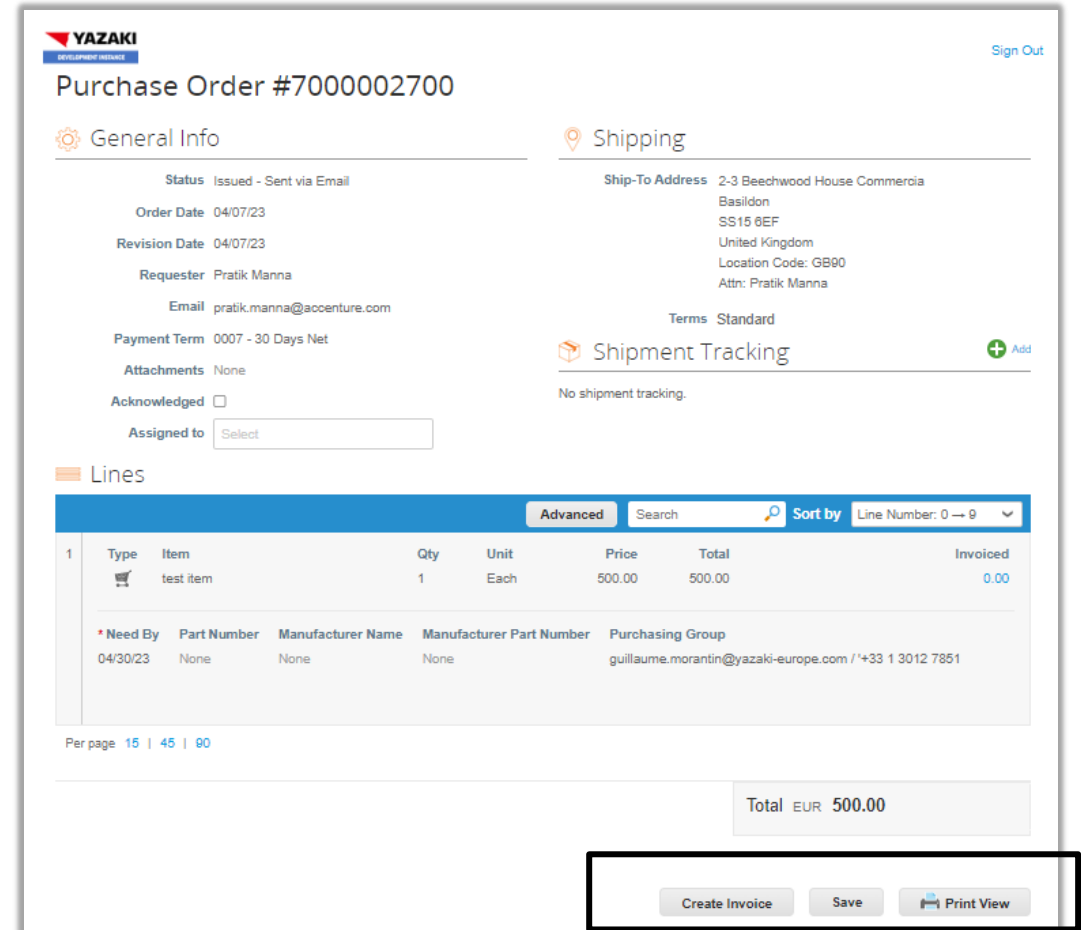 YAZAKI
DEVELOPMENT INSTANCE
Sign Out
Purchase Order #7000002700
General Info
Status Issued - Sent via Email
Order Date 04/07/23
Revision Date 04/07/23
Requester Pratik Manna
Email pratik.manna@accenture.com
Payment Term 0007 - 30 Days Net
Attachments None
Acknowledged
Assigned to Select
Shipping
Ship-To Address 2-3 Beechwood House Commercia
Basildon
SS15 6EF
United Kingdom
Location Code: GB90
Attn: Pratik Manna
Terms Standard
Shipment Tracking Add
No shipment tracking.
Lines
Advanced Search Sort by Line Number: 0 → 9
1 Type Item Qty Unit Price Total Invoiced
test item 1 Each 500.00 500.00 0.00
* Need By Part Number Manufacturer Name Manufacturer Part Number Purchasing Group
04/30/23 None None None guillaume.morantin@yazaki-europe.com / '+33 1 3012 7851
Per page 15 | 45 | 90
Total EUR 500.00
Create Invoice Save Print View